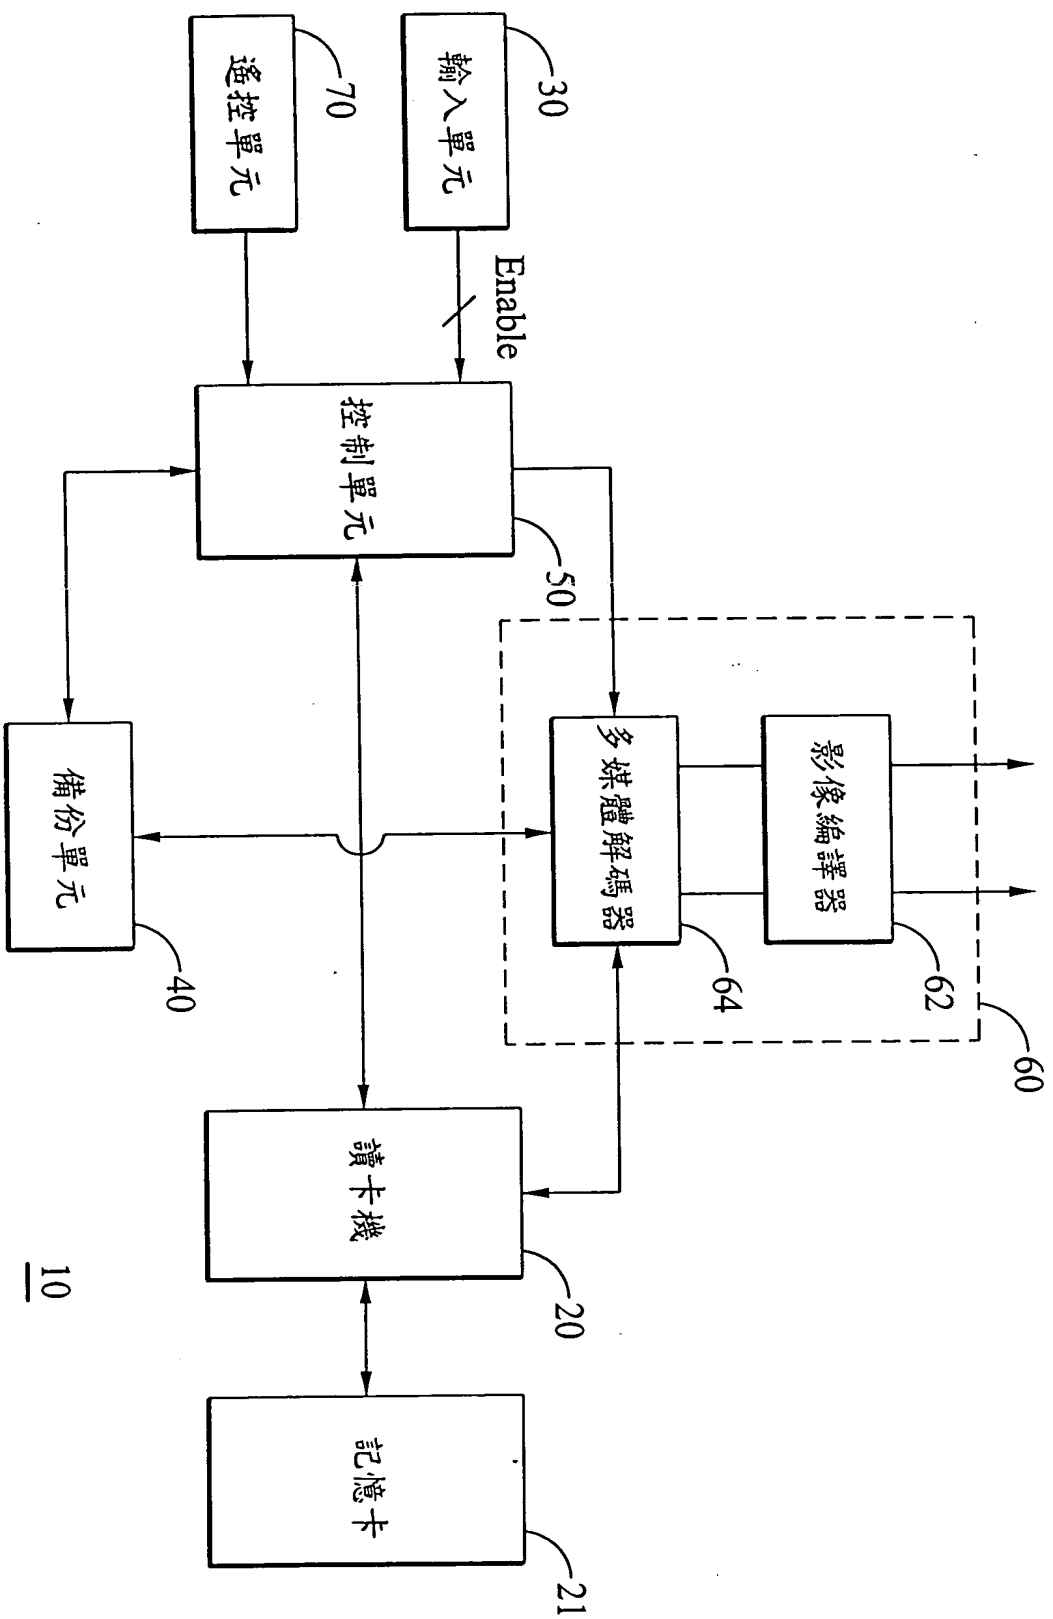 60
62
影像編譯器
64
多媒體解碼器
30
輸入單元
Enable
50
控制單元
70
遙控單元
20
讀卡機
21
記憶卡
40
備份單元
10